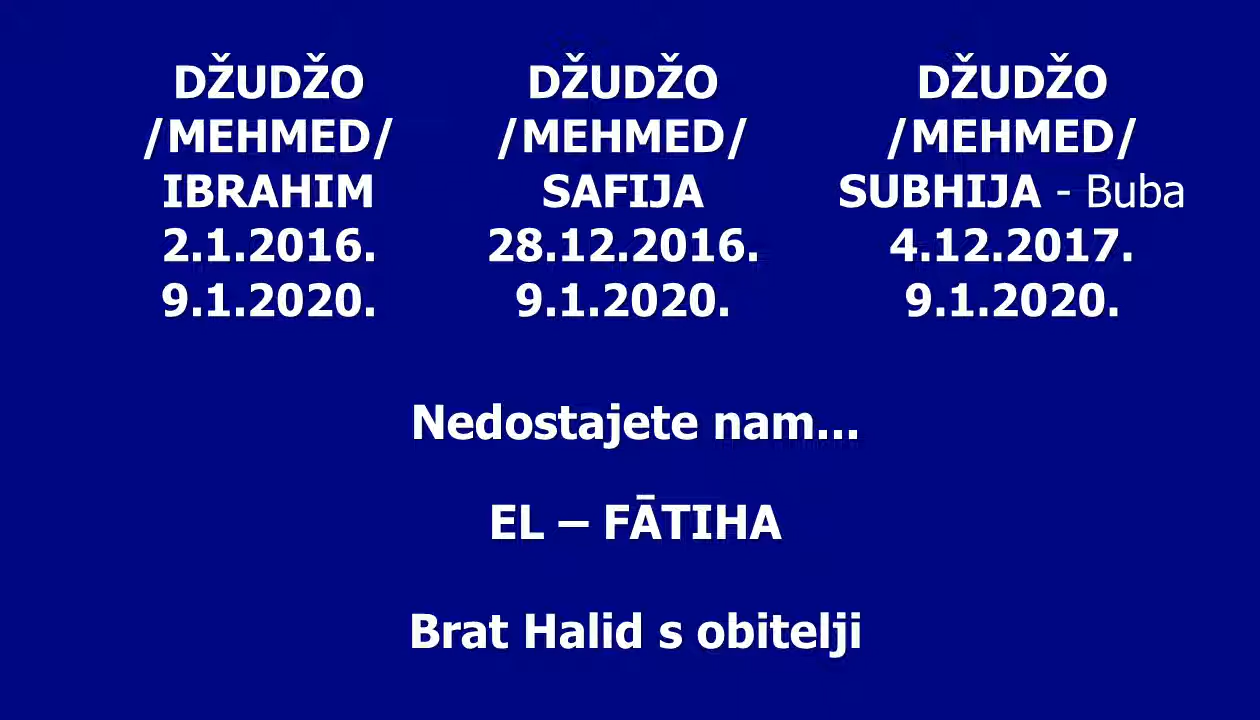 DŽUDŽO
/MEHMED/
IBRAHIM
2.1.2016.
9.1.2020.
DŽUDŽO
/MEHMED/
SAFIJA
28.12.2016.
9.1.2020.
DŽUDŽO
/MEHMED/
SUBHIJA - Buba
4.12.2017.
9.1.2020.
Nedostajete nam...
EL – FĀTIHA
Brat Halid s obitelji